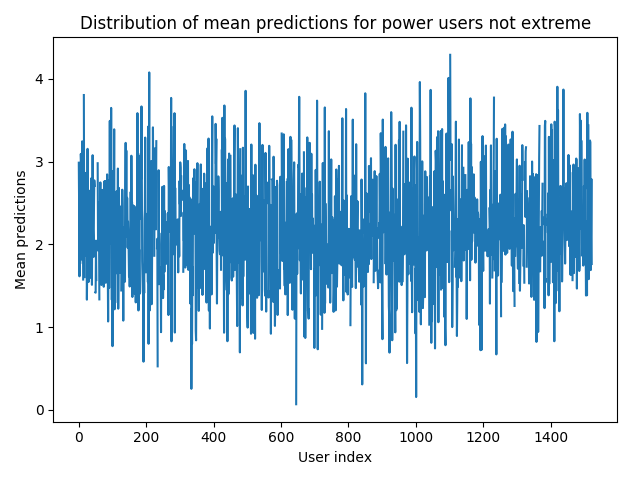 Distribution of mean predictions for power users not extreme
4
3
2
1
0
Mean predictions
0 200 400 600 800 1000 1200 1400
User index